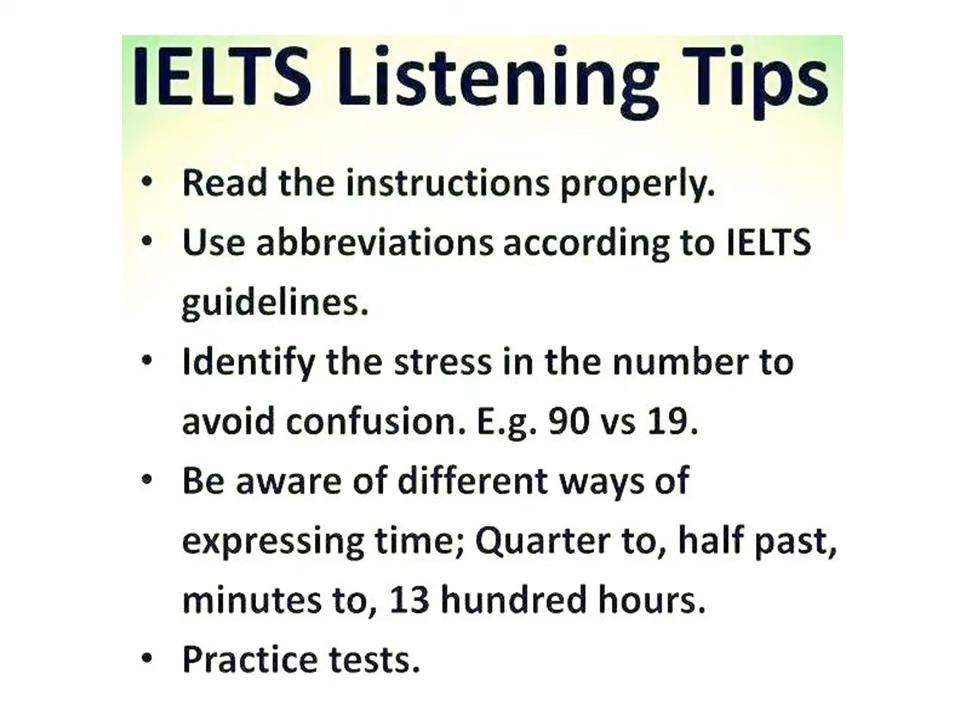 IELTS Listening Tips
• Read the instructions properly.
• Use abbreviations according to IELTS
guidelines.
• Identify the stress in the number to
avoid confusion. E.g. 90 vs 19.
• Be aware of different ways of
expressing time; Quarter to, half past,
minutes to, 13 hundred hours.
• Practice tests.